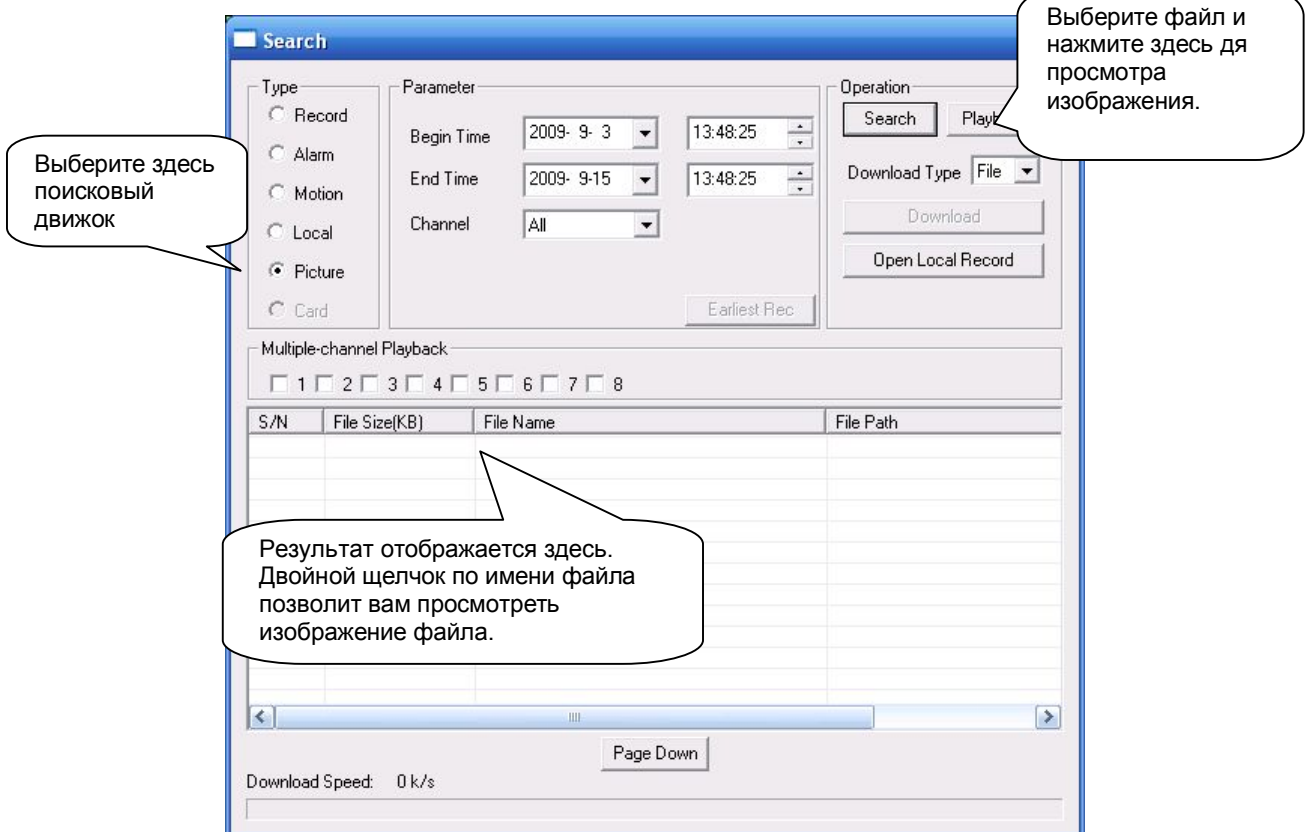 Выберите файл и
нажмите здесь дя
просмотра
изображения.
Search
Type
Record
Alarm
Motion
Local
Picture
Card
Выберите здесь
поисковый
движок
Parameter
Begin Time 2009- 9- 3 13:48:25
End Time 2009- 9-15 13:48:25
Channel All
Earliest Rec
Operation
Search
Download Type File
Download
Open Local Record
Multiple-channel Playback
1 2 3 4 5 6 7 8
S/N File Size(KB) File Name File Path
Результат отображается здесь.
Двойной щелчок по имени файла
позволит вам просмотреть
изображение файла.
Page Down
Download Speed: 0 k/s